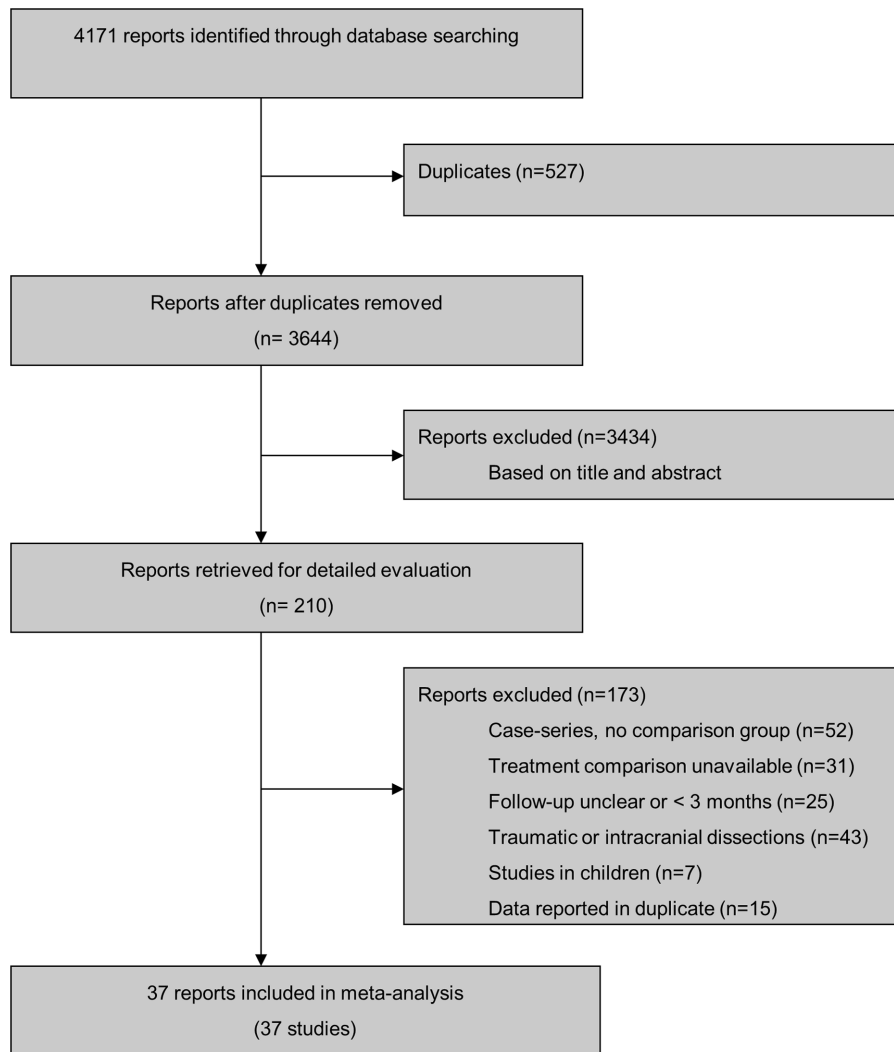 4171 reports identified through database searching
Duplicates (n=527)
Reports after duplicates removed
(n= 3644)
Reports excluded (n=3434)
Based on title and abstract
Reports retrieved for detailed evaluation
(n= 210)
Reports excluded (n=173)
Case-series, no comparison group (n=52)
Treatment comparison unavailable (n=31)
Follow-up unclear or < 3 months (n=25)
Traumatic or intracranial dissections (n=43)
Studies in children (n=7)
Data reported in duplicate (n=15)
37 reports included in meta-analysis
(37 studies)